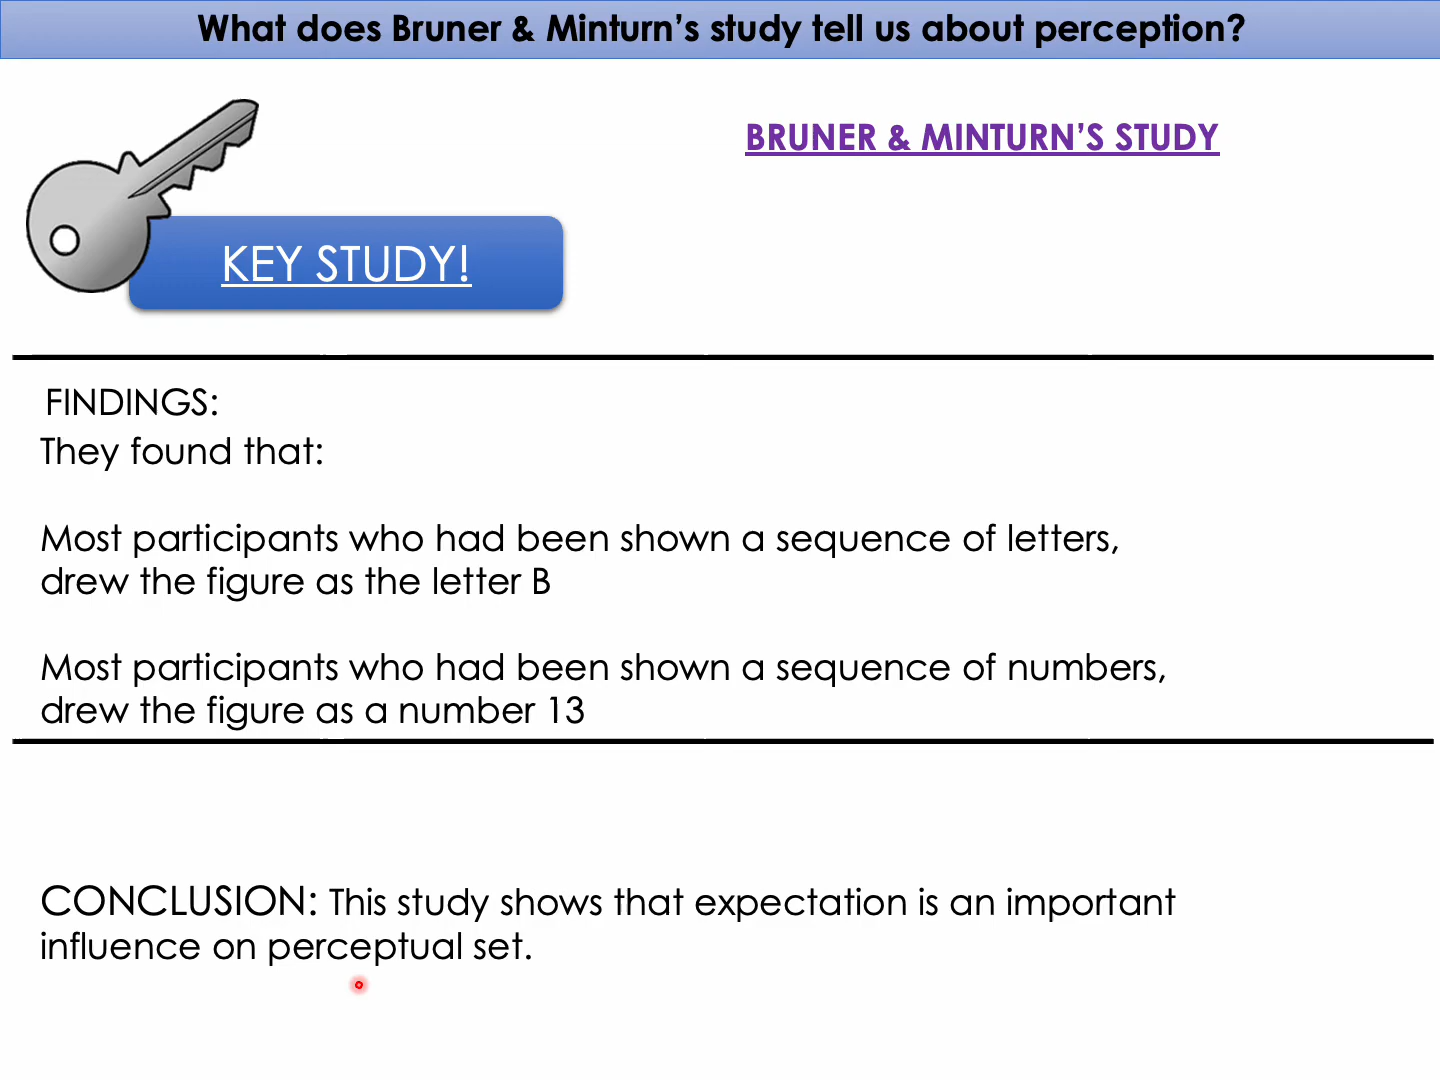 What does Bruner & Minturn’s study tell us about perception?
BRUNER & MINTURN’S STUDY
KEY STUDY!
FINDINGS:
They found that:
Most participants who had been shown a sequence of letters,
drew the figure as the letter B
Most participants who had been shown a sequence of numbers,
drew the figure as a number 13
CONCLUSION: This study shows that expectation is an important
influence on perceptual set.